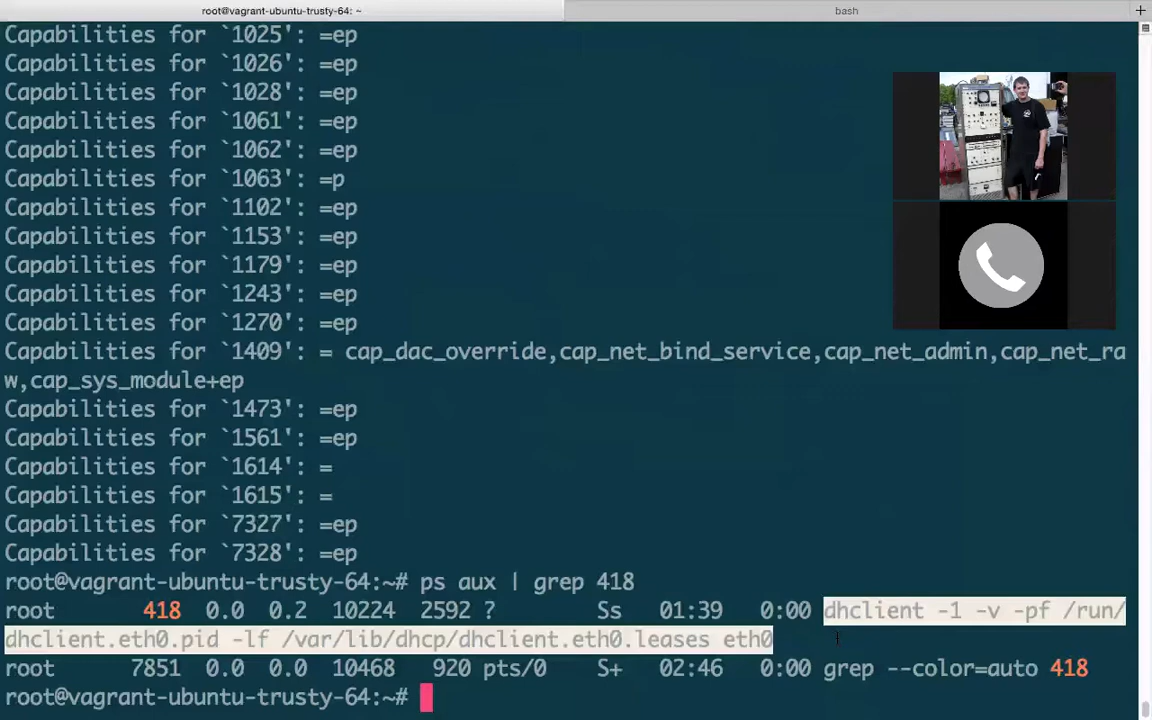 root@vagrant-ubuntu-trusty-64: ~
bash
Capabilities for `1025': =ep
Capabilities for `1026': =ep
Capabilities for `1028': =ep
Capabilities for `1061': =ep
Capabilities for `1062': =ep
Capabilities for `1063': =p
Capabilities for `1102': =ep
Capabilities for `1153': =ep
Capabilities for `1179': =ep
Capabilities for `1243': =ep
Capabilities for `1270': =ep
Capabilities for `1409': = cap_dac_override,cap_net_bind_service,cap_net_admin,cap_net_ra
w,cap_sys_module+ep
Capabilities for `1473': =ep
Capabilities for `1561': =ep
Capabilities for `1614': =
Capabilities for `1615': =
Capabilities for `7327': =ep
Capabilities for `7328': =ep
root@vagrant-ubuntu-trusty-64:~# ps aux | grep 418
root 418 0.0 0.2 10224 2592 ? Ss 01:39 0:00 dhclient -1 -v -pf /run/
dhclient.eth0.pid -lf /var/lib/dhcp/dhclient.eth0.leases eth0
root 7851 0.0 0.0 10468 920 pts/0 S+ 02:46 0:00 grep --color=auto 418
root@vagrant-ubuntu-trusty-64:~#